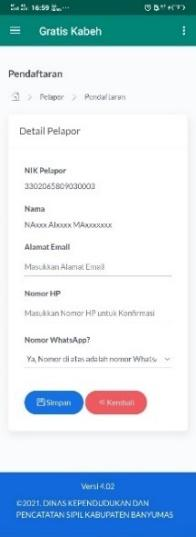 16:59
Gratis Kabeh
Pendaftaran
Pelapor > Pendaftaran
Detail Pelapor
NIK Pelapor
3302065809030003
Nama
NAxxx Alxxxx MAxxxxxxx
Alamat Email
Masukkan Alamat Email
Nomor HP
Masukkan Nomor HP untuk Konfirmasi
Nomor WhatsApp?
Ya, Nomor di atas adalah nomor Whats
Simpan
Kembali
Versi 4.02
©2021, DINAS KEPENDUDUKAN DAN
PENCATATAN SIPIL KABUPATEN BANYUMAS